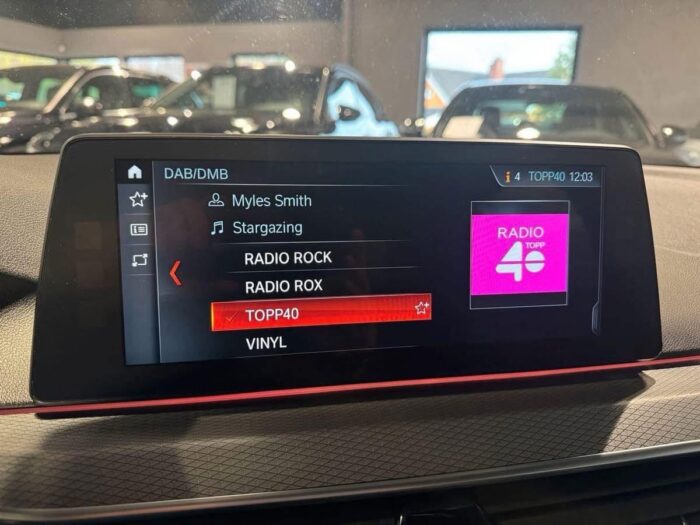 DAB/DMB
i 4 TOPP40 12:03
Myles Smith
Stargazing
RADIO ROCK
RADIO ROX
TOPP40
VINYL
RADIO
TOPP
40